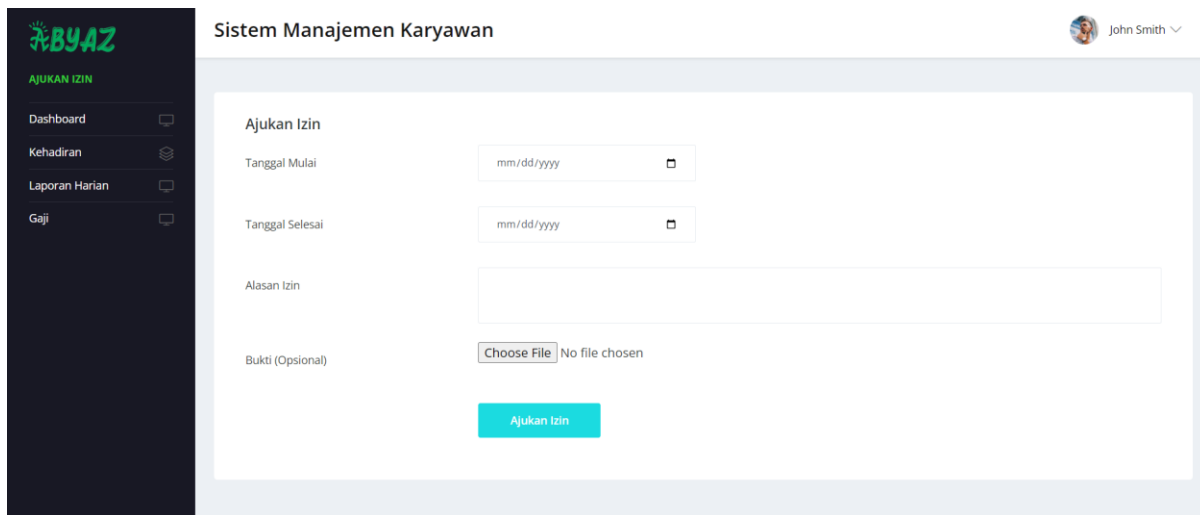 ABYAZ
Sistem Manajemen Karyawan
John Smith
AJUKAN IZIN
Dashboard
Kehadiran
Laporan Harian
Gaji
Ajukan Izin
Tanggal Mulai
mm/dd/yyyy
Tanggal Selesai
mm/dd/yyyy
Alasan Izin
Bukti (Opsional)
Choose File No file chosen
Ajukan Izin